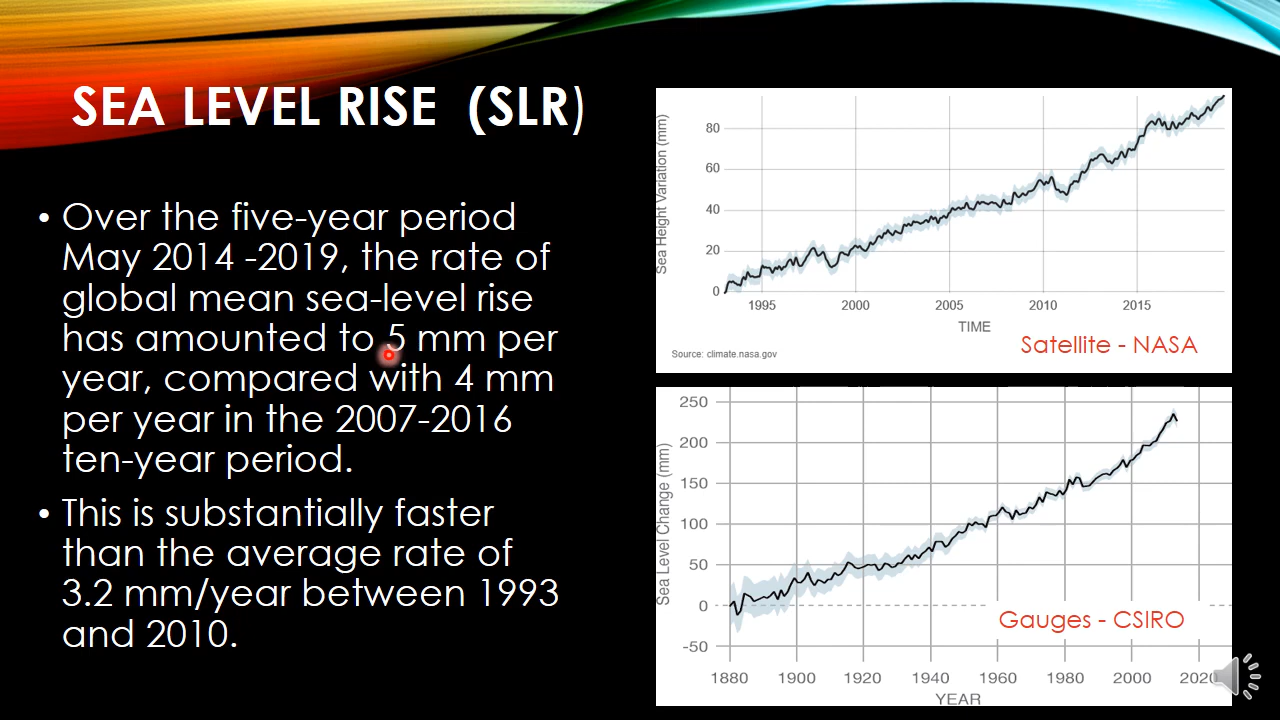 SEA LEVEL RISE  (SLR)
• Over the five-year period
May 2014 -2019, the rate of
global mean sea-level rise
has amounted to 5 mm per
year, compared with 4 mm
per year in the 2007-2016
ten-year period.
• This is substantially faster
than the average rate of
3.2 mm/year between 1993
and 2010.
Sea Height Variation (mm)
80
60
40
20
0
1995 2000 2005 2010 2015
TIME
Source: climate.nasa.gov
Satellite - NASA
Sea Level Change (mm)
250
200
150
100
50
0
-50
Gauges - CSIRO
1880 1900 1920 1940 1960 1980 2000 2020
YEAR